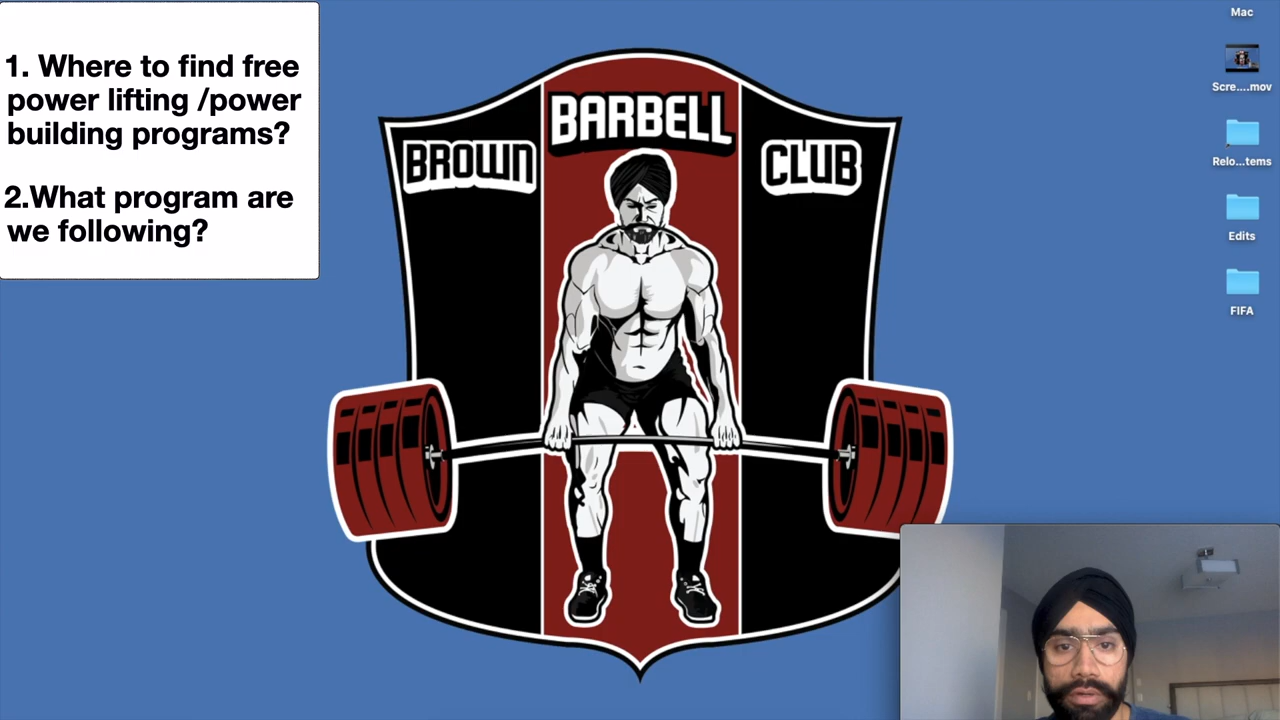 1. Where to find free
power lifting /power
building programs?
2.What program are
we following?
BROWN
BARBELL
CLUB
Mac
Scre....mov
Relo...tems
Edits
FIFA